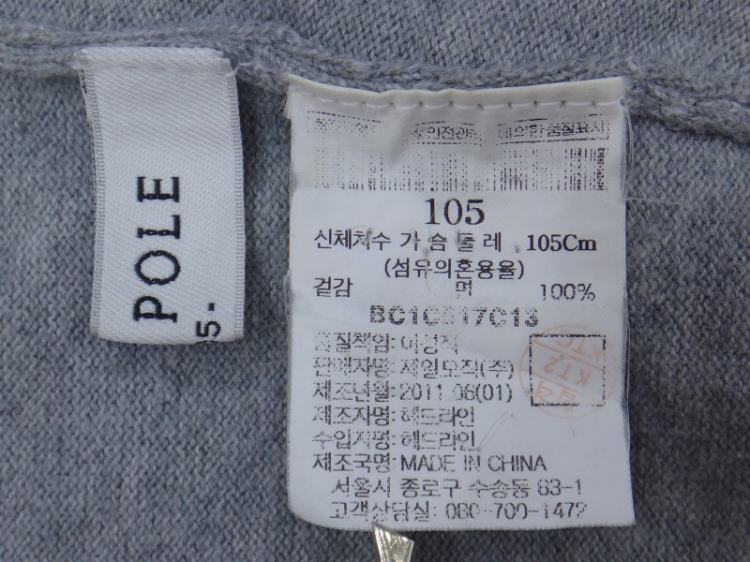 POLE
95-
105
신체치수 가 슴 둘 레 105Cm
(섬유의혼용율)
겉감 면 100%
품질책임:
판매자명: 제일모직(주)
제조년월: 2011.06(01)
제조자명: 헤드라인
수입자명: 헤드라인
제조국명: MADE IN CHINA
서울시 종로구 수송동 63-1
고객상담실: 080-700-1472
KT2